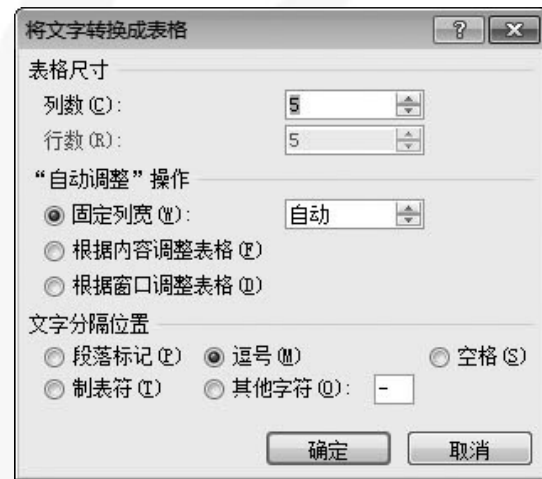 将文字转换成表格
表格尺寸
列数(C): 5
行数(R): 5
“自动调整”操作
固定列宽(W): 自动
根据内容调整表格(F)
根据窗口调整表格(D)
文字分隔位置
段落标记(P) 逗号(M) 空格(S)
制表符(T) 其他字符(O): -
确定 取消